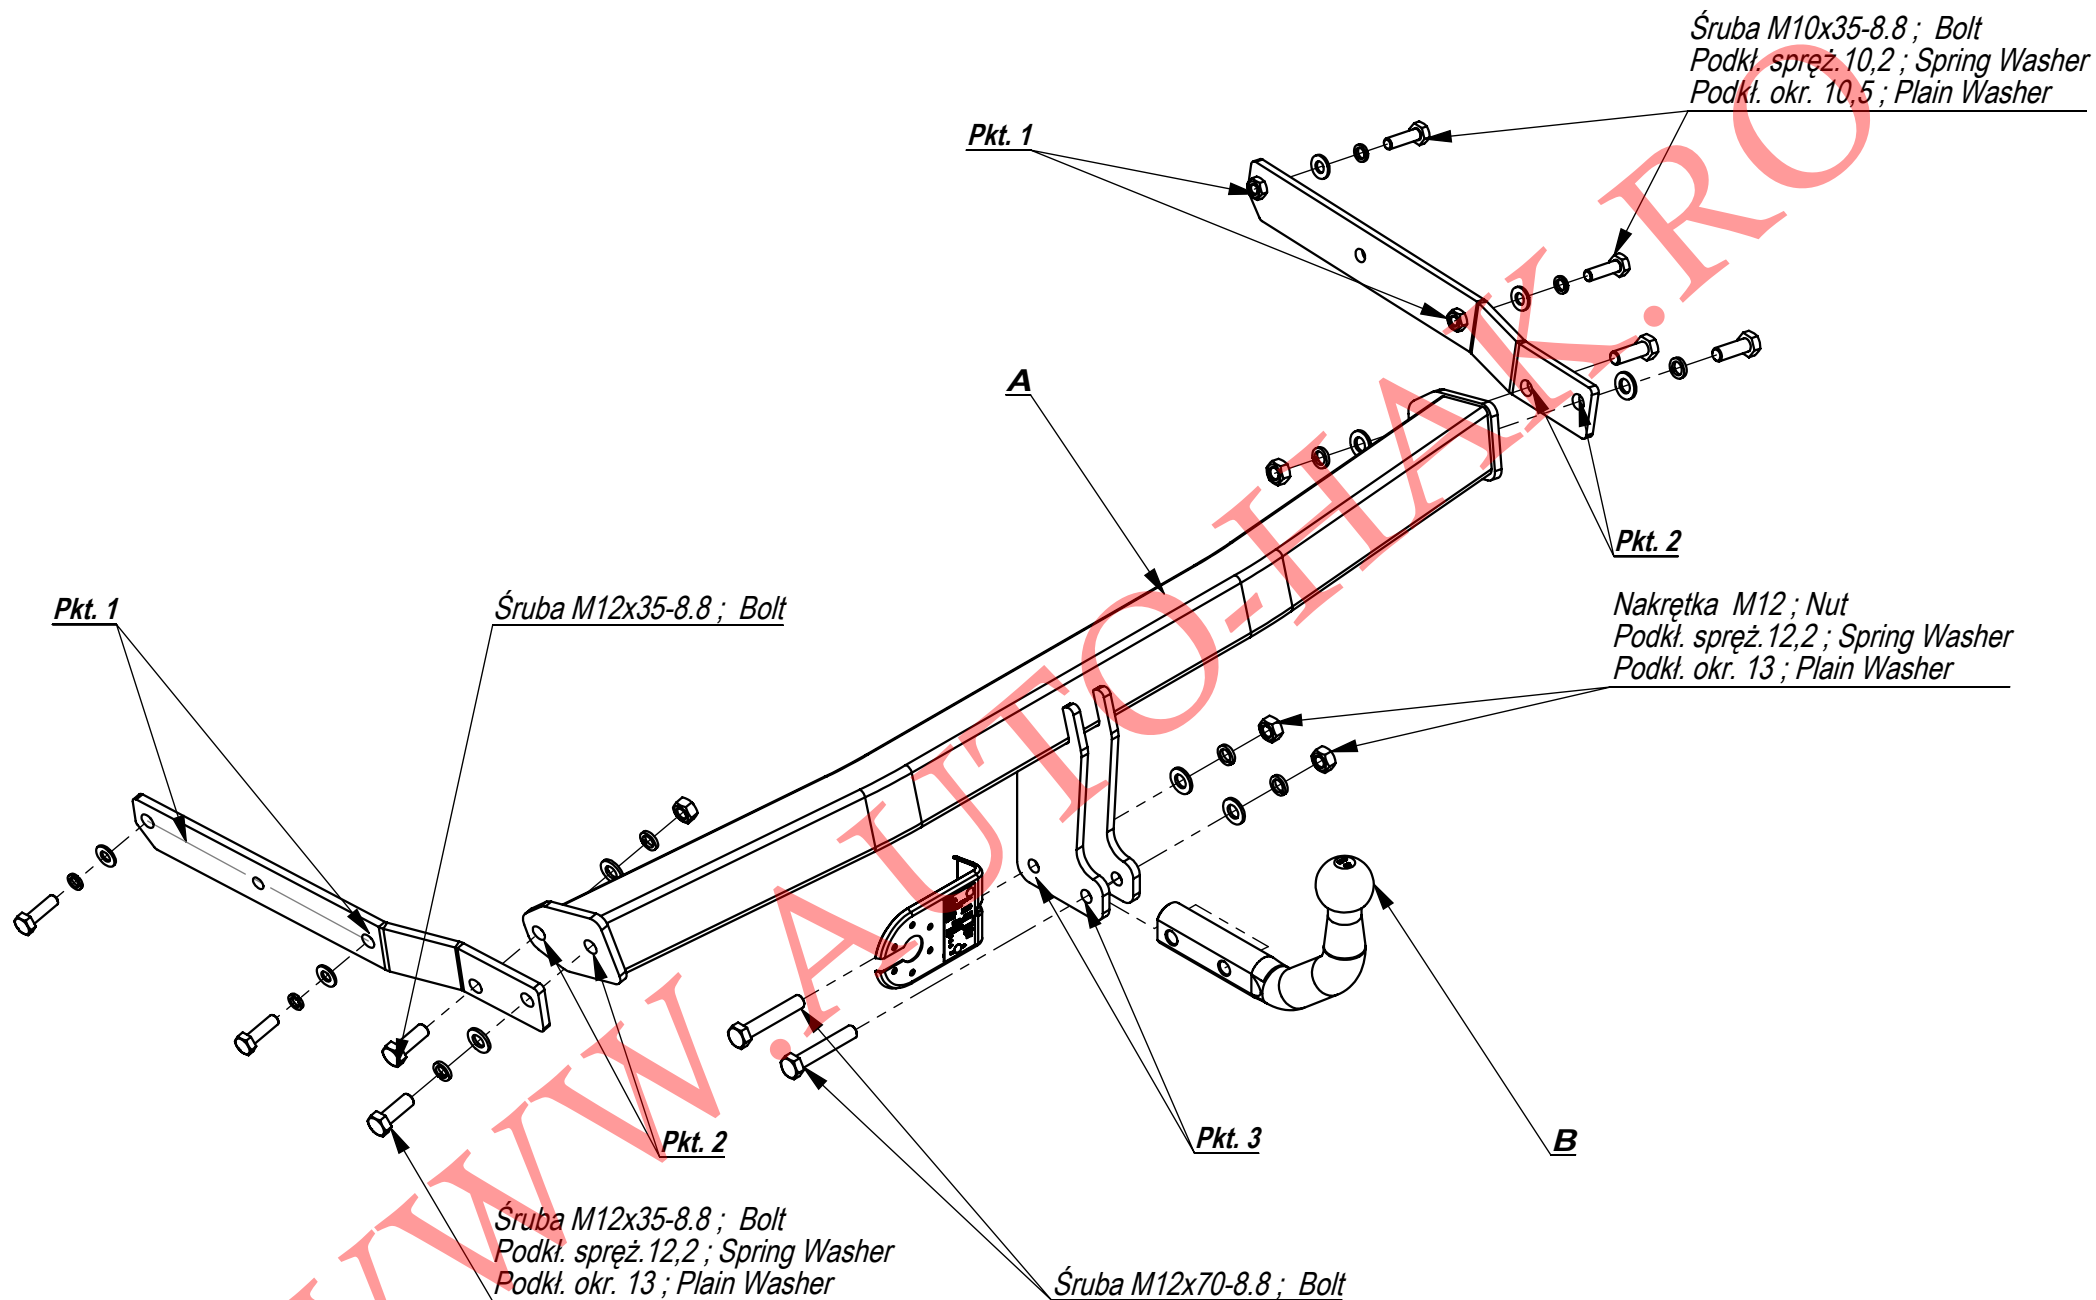 Śruba M10x35-8.8 ; Bolt
Podkł. spręż.10,2 ; Spring Washer
Podkł. okr. 10,5 ; Plain Washer
Pkt. 1
A
Pkt. 2
Pkt. 1
Śruba M12x35-8.8 ; Bolt
Nakrętka M12 ; Nut
Podkł. spręż.12,2 ; Spring Washer
Podkł. okr. 13 ; Plain Washer
Pkt. 2
Pkt. 3
B
Śruba M12x35-8.8 ; Bolt
Podkł. spręż.12,2 ; Spring Washer
Podkł. okr. 13 ; Plain Washer
Śruba M12x70-8.8 ; Bolt
WW.AUTO-HAK.RO